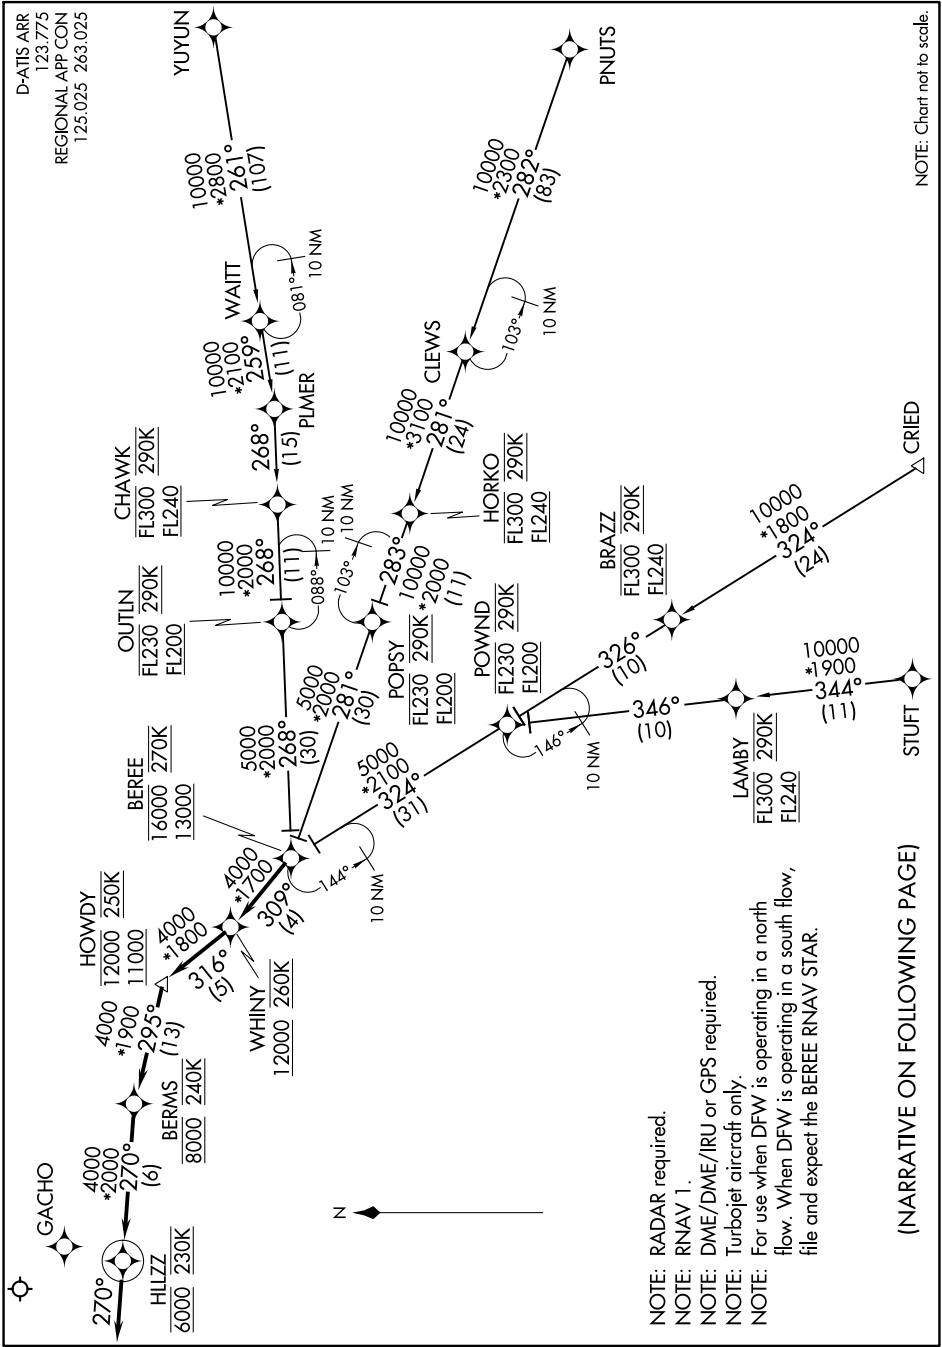 D-ATIS ARR
123.775
REGIONAL APP CON
125.025 263.025
YUYUN
10000
*2800
261°
(107)
WAITT
081°
10 NM
10000
*2100
259°
(11)
PLMER
268°
(15)
CHAWK
FL300 290K
FL240
10000
*2000
268°
(11)
088°
10 NM
OUTLN
FL230 290K
FL200
5000
*2000
268°
(30)
PNUTS
10000
*2300
282°
(83)
CLEWS
103°
10 NM
10000
*3100
281°
(24)
HORKO
FL300 290K
FL240
283°
10000
*2000
(11)
103°
10 NM
POPSY
FL230 290K
FL200
5000
*2000
281°
(30)
CRIED
10000
*1800
324°
(24)
BRAZZ
FL300 290K
FL240
326°
(10)
STUFT
10000
*1900
344°
(11)
LAMBY
FL300 290K
FL240
346°
(10)
POWND
FL230 290K
FL200
146°
10 NM
5000
*2100
324°
(31)
BEREE
16000 270K
13000
144°
10 NM
4000
*1700
309°
(4)
WHINY
12000 260K
4000
*1800
316°
(5)
HOWDY
12000 250K
11000
4000
*1900
295°
(13)
BERMS
8000 240K
4000
*2000
270°
(6)
HLLZZ
6000 230K
270°
GACHO
N
NOTE: RADAR required.
NOTE: RNAV 1.
NOTE: DME/DME/IRU or GPS required.
NOTE: Turbojet aircraft only.
NOTE: For use when DFW is operating in a north
flow. When DFW is operating in a south flow,
file and expect the BEREE RNAV STAR.
(NARRATIVE ON FOLLOWING PAGE)
NOTE: Chart not to scale.